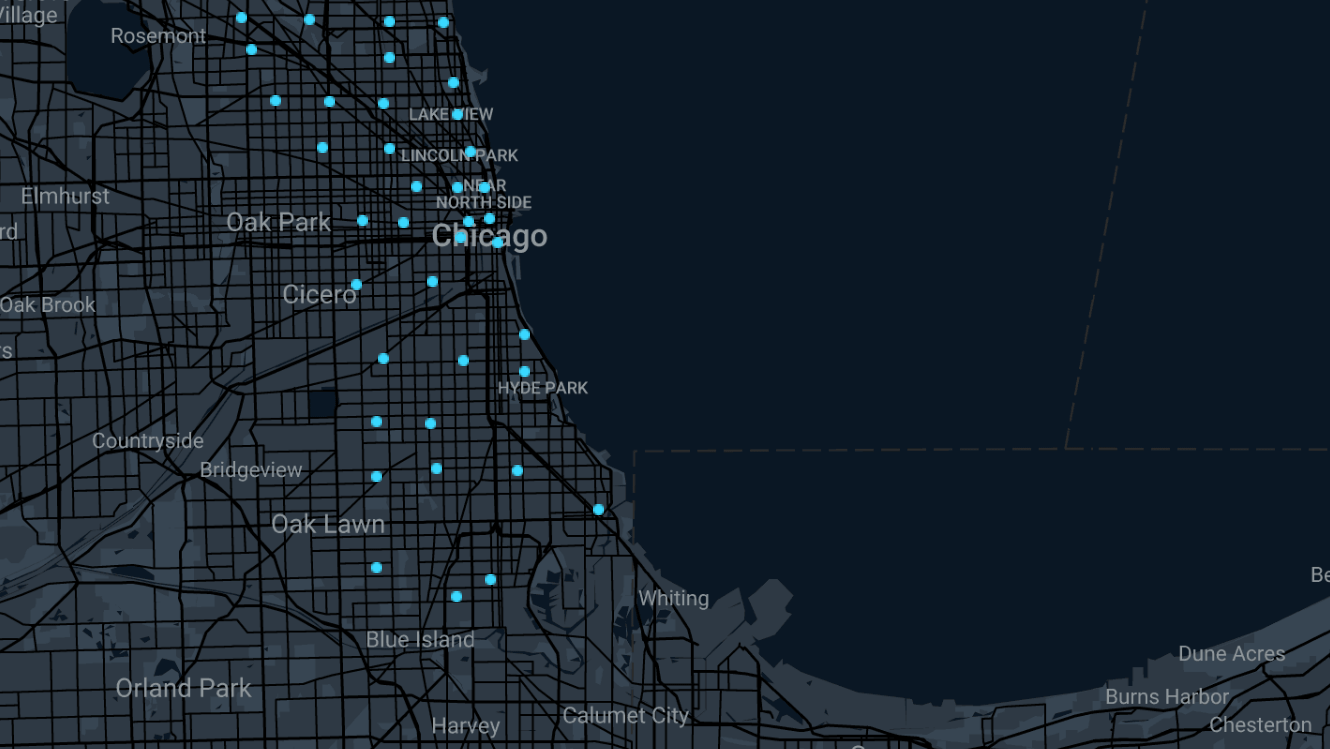 Village
Rosemont
LAKE VIEW
LINCOLN PARK
Elmhurst
NEAR
NORTH SIDE
Oak Park
rd
Chicago
Cicero
Oak Brook
rs
HYDE PARK
Countryside
Bridgeview
Oak Lawn
Be
Whiting
Blue Island
Dune Acres
Orland Park
Burns Harbor
Calumet City
Harvey
Chesterton